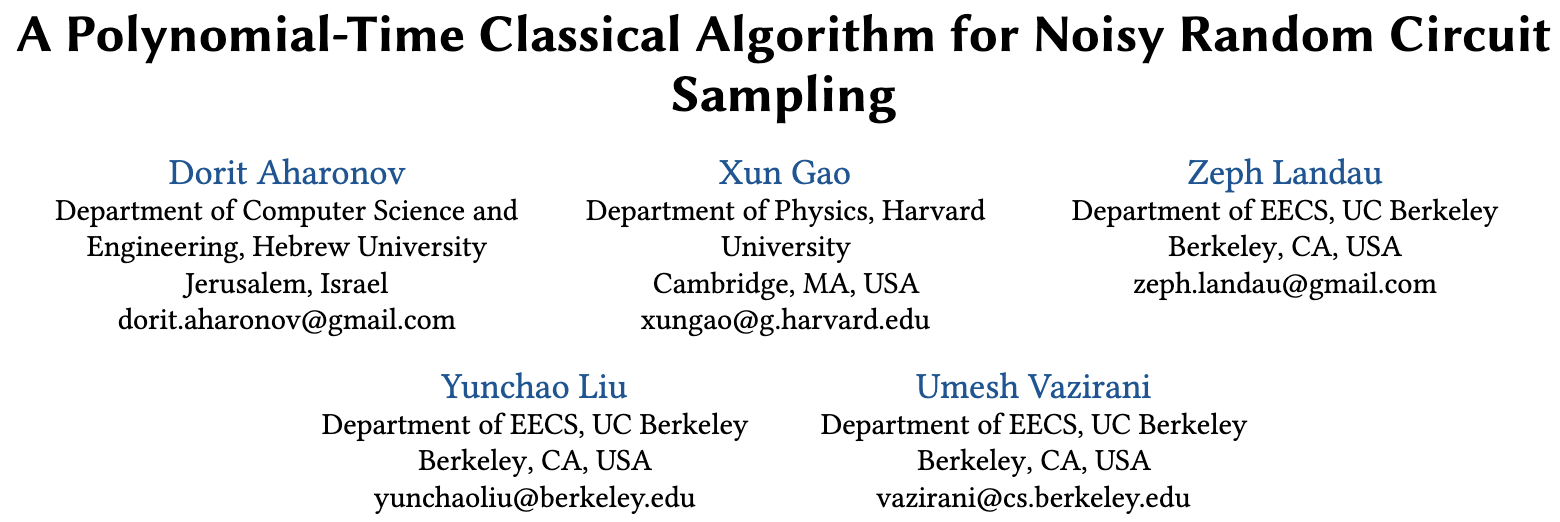 A Polynomial-Time Classical Algorithm for Noisy Random Circuit
Sampling
Dorit Aharonov
Department of Computer Science and
Engineering, Hebrew University
Jerusalem, Israel
dorit.aharonov@gmail.com
Xun Gao
Department of Physics, Harvard
University
Cambridge, MA, USA
xungao@g.harvard.edu
Zeph Landau
Department of EECS, UC Berkeley
Berkeley, CA, USA
zeph.landau@gmail.com
Yunchao Liu
Department of EECS, UC Berkeley
Berkeley, CA, USA
yunchaoliu@berkeley.edu
Umesh Vazirani
Department of EECS, UC Berkeley
Berkeley, CA, USA
vazirani@cs.berkeley.edu